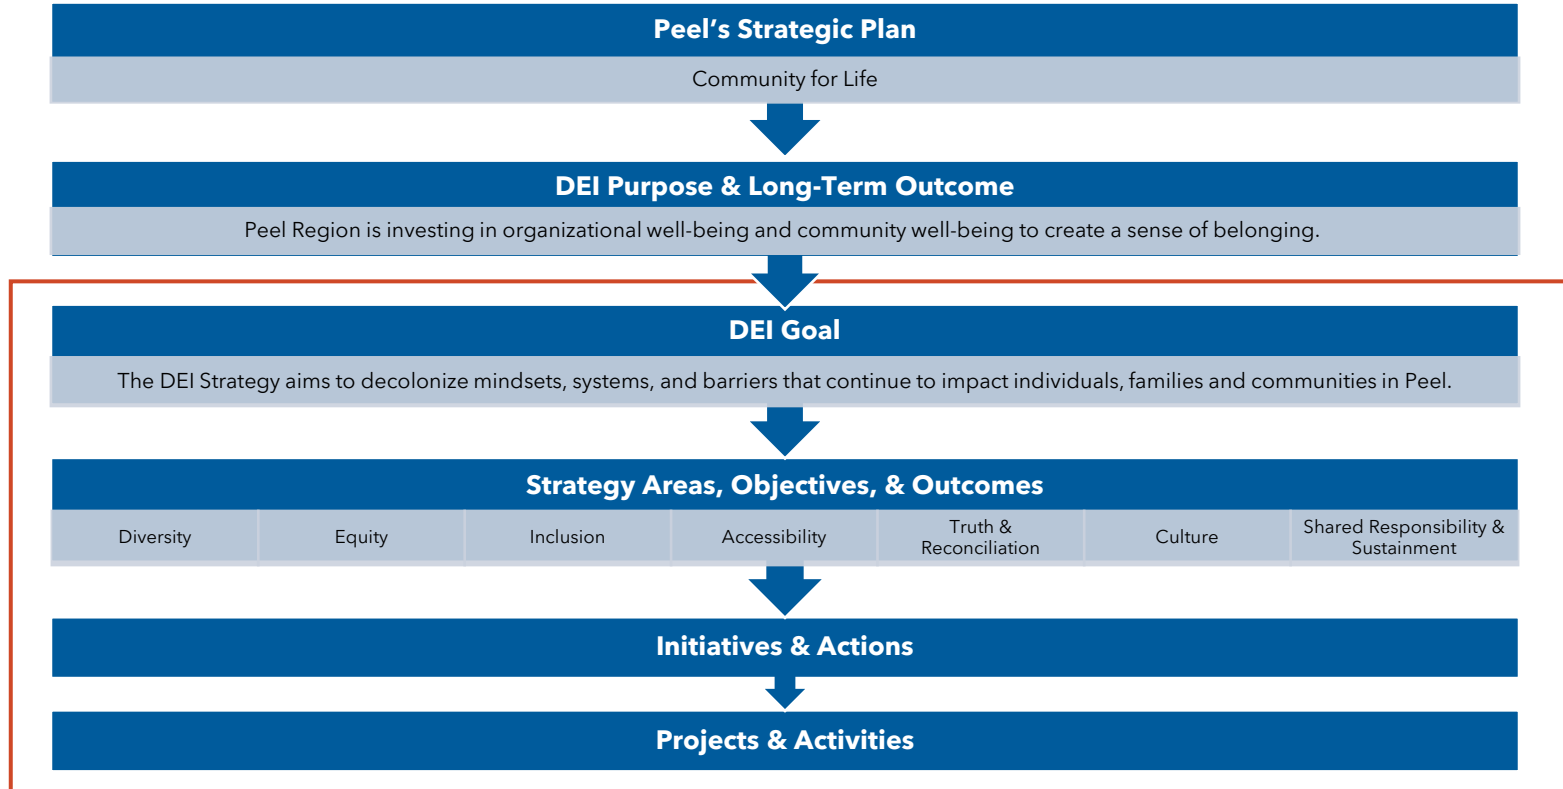 Peel’s Strategic Plan
Community for Life
DEI Purpose & Long-Term Outcome
Peel Region is investing in organizational well-being and community well-being to create a sense of belonging.
DEI Goal
The DEI Strategy aims to decolonize mindsets, systems, and barriers that continue to impact individuals, families and communities in Peel.
Strategy Areas, Objectives, & Outcomes
Diversity
Equity
Inclusion
Accessibility
Truth &
Reconciliation
Culture
Shared Responsibility &
Sustainment
Initiatives & Actions
Projects & Activities